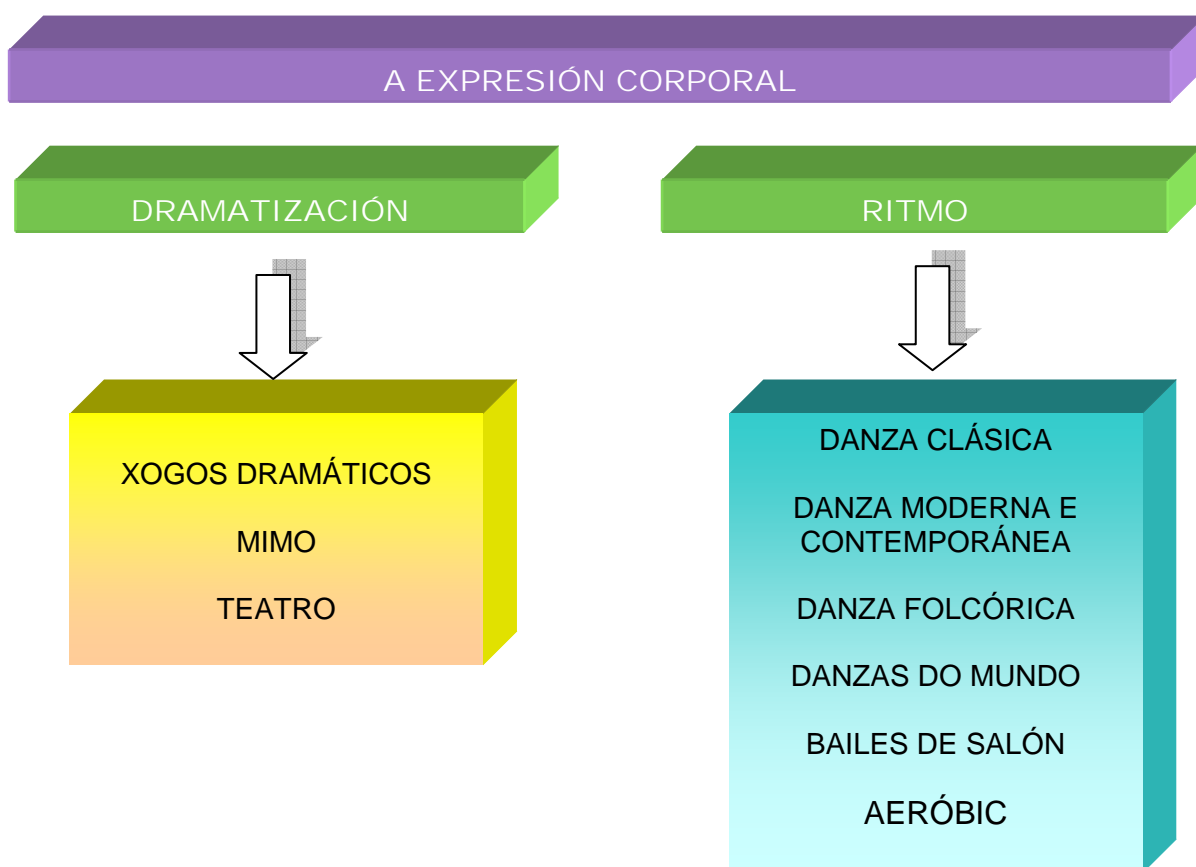 A EXPRESIÓN CORPORAL
DRAMATIZACIÓN
XOGOS DRAMÁTICOS
MIMO
TEATRO
RITMO
DANZA CLÁSICA
DANZA MODERNA E
CONTEMPORÁNEA
DANZA FOLCÓRICA
DANZAS DO MUNDO
BAILES DE SALÓN
AERÓBIC